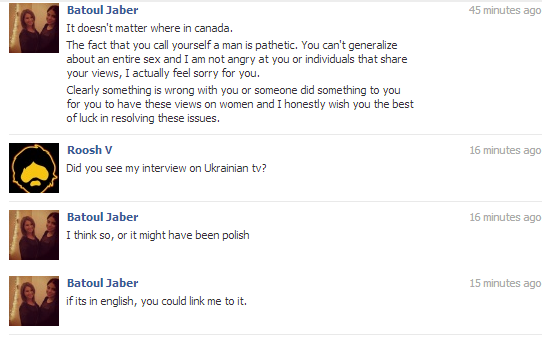 Batoul Jaber 45 minutes ago
It doesn't matter where in canada.
The fact that you call yourself a man is pathetic. You can't generalize
about an entire sex and I am not angry at you or individuals that share
your views, I actually feel sorry for you.
Clearly something is wrong with you or someone did something to you
for you to have these views on women and I honestly wish you the best
of luck in resolving these issues.
Roosh V 16 minutes ago
Did you see my interview on Ukrainian tv?
Batoul Jaber 16 minutes ago
I think so, or it might have been polish
Batoul Jaber 15 minutes ago
if its in english, you could link me to it.